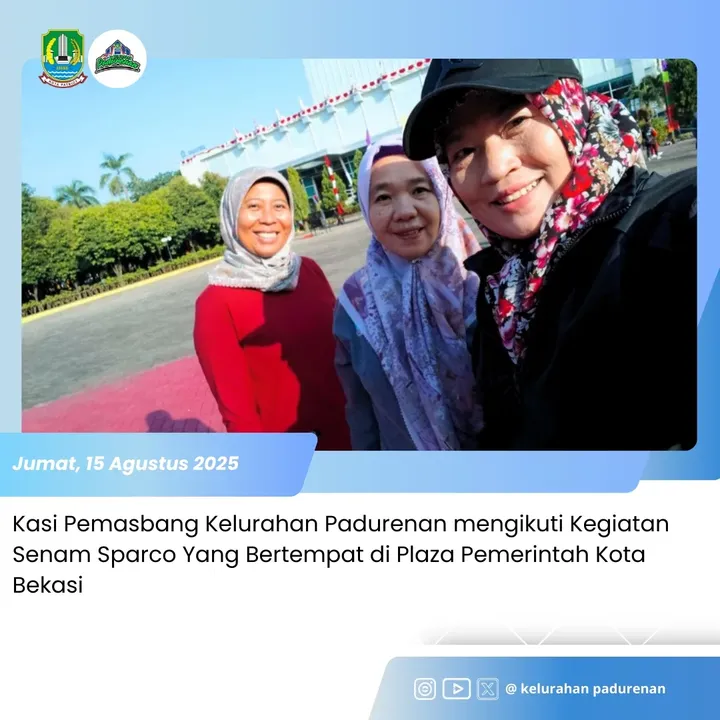 Jumat, 15 Agustus 2025
Kasi Pemasbang Kelurahan Padurenan mengikuti Kegiatan
Senam Sparco Yang Bertempat di Plaza Pemerintah Kota
Bekasi
@ kelurahan padurenan